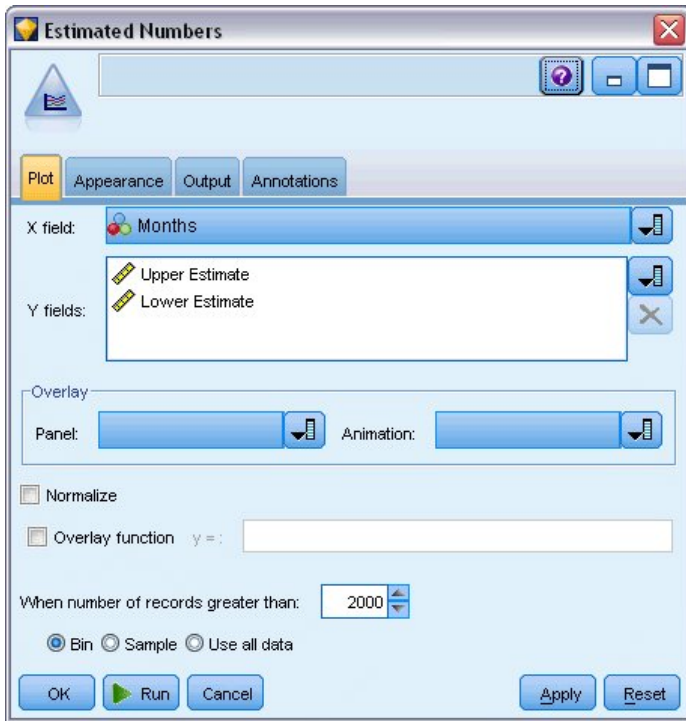 Estimated Numbers
Plot Appearance Output Annotations
X field: Months
Y fields: Upper Estimate
Lower Estimate
Overlay
Panel: Animation:
Normalize
Overlay function y = :
When number of records greater than: 2000
Bin Sample Use all data
OK Run Cancel Apply Reset